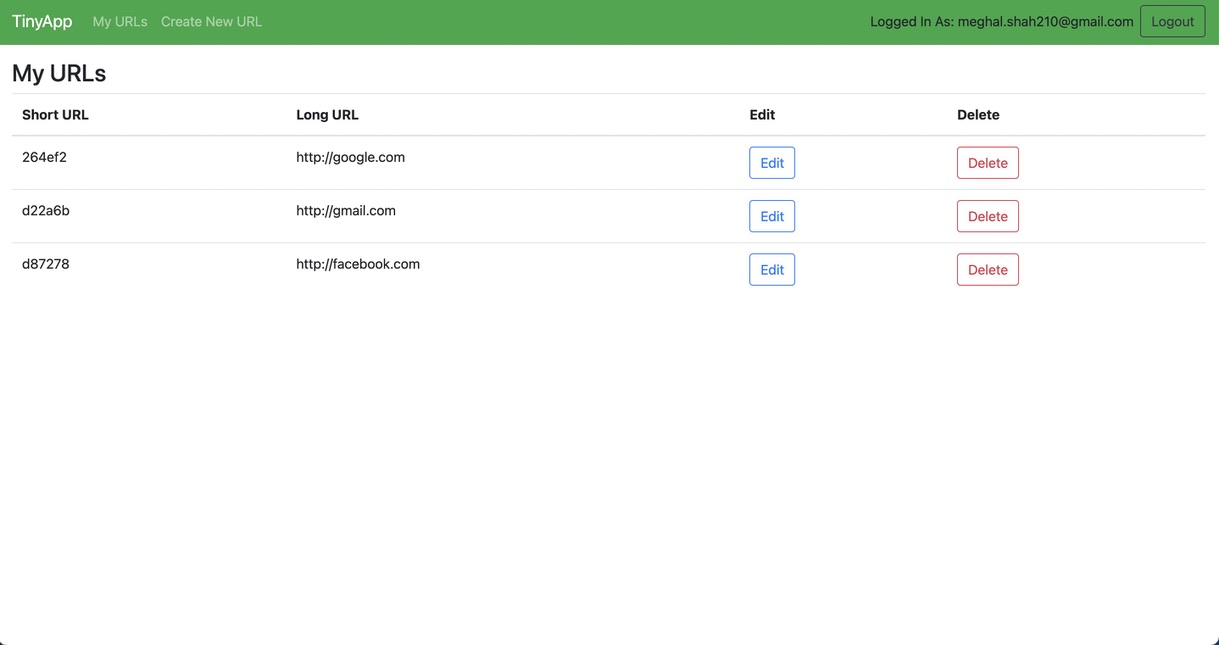 TinyApp My URLs Create New URL Logged In As: meghal.shah210@gmail.com Logout
My URLs
Short URL Long URL Edit Delete
264ef2 http://google.com Edit Delete
d22a6b http://gmail.com Edit Delete
d87278 http://facebook.com Edit Delete